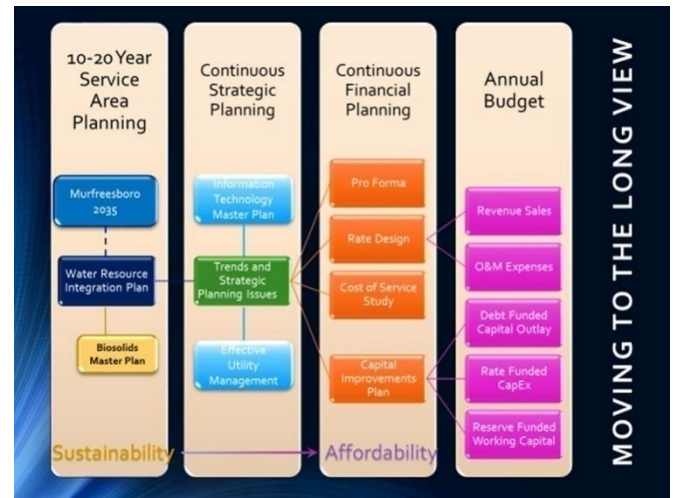 10-20 Year
Service
Area
Planning
Murfreesboro
2035
Water Resource
Integration Plan
Biosolids
Master Plan
Continuous
Strategic
Planning
Information
Technology
Master Plan
Trends and
Strategic
Planning Issues
Effective
Utility
Management
Continuous
Financial
Planning
Pro Forma
Rate Design
Cost of Service
Study
Capital
Improvements
Plan
Annual
Budget
Revenue Sales
O&M Expenses
Debt Funded
Capital Outlay
Rate Funded
CapEx
Reserve Funded
Working Capital
Sustainability
Affordability
MOVING TO THE LONG VIEW